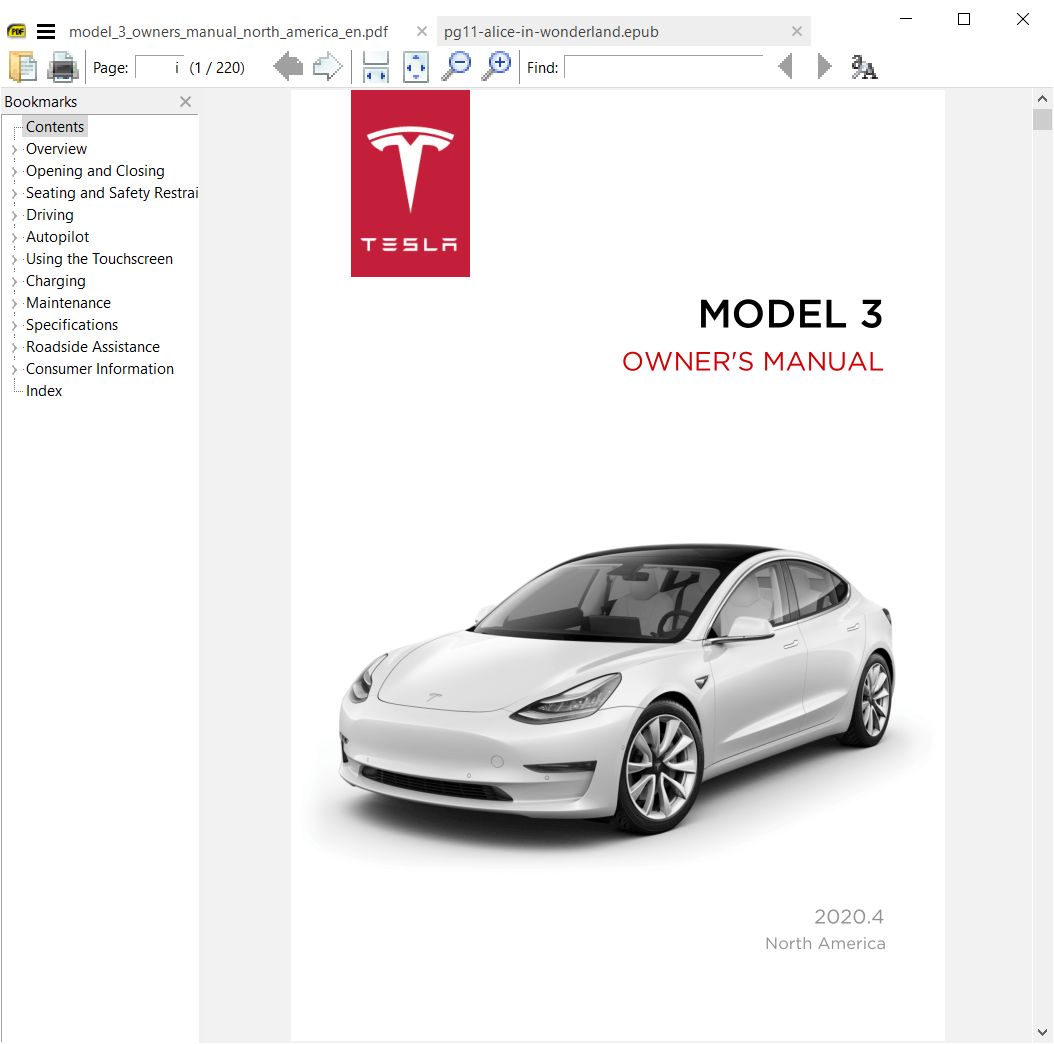 PDF
model_3_owners_manual_north_america_en.pdf
pg11-alice-in-wonderland.epub
Page: i (1 / 220)
Find:
Bookmarks
Contents
Overview
Opening and Closing
Seating and Safety Restrai
Driving
Autopilot
Using the Touchscreen
Charging
Maintenance
Specifications
Roadside Assistance
Consumer Information
Index
TESLA
MODEL 3
OWNER'S MANUAL
2020.4
North America